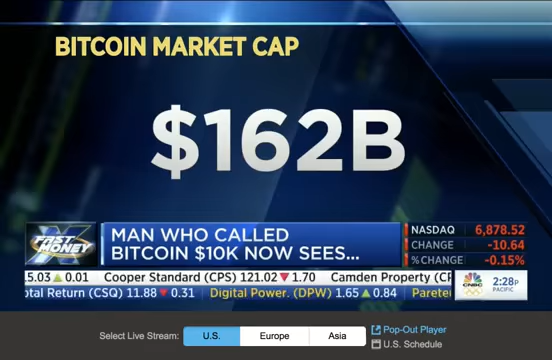 BITCOIN MARKET CAP
$162B
FAST
MONEY
MAN WHO CALLED
BITCOIN $10K NOW SEES...
NASDAQ 6,878.52
CHANGE -10.64
% CHANGE -0.15%
5.03 ▲ 0.01 Cooper Standard (CPS) 121.02 ▼ 1.70 Camden Property (CP
otal Return (CSQ) 11.88 ▼ 0.31 Digital Power. (DPW) 1.65 ▲ 0.84 Paretei
CNBC
2:28P
PACIFIC
Select Live Stream: U.S. Europe Asia
Pop-Out Player
U.S. Schedule